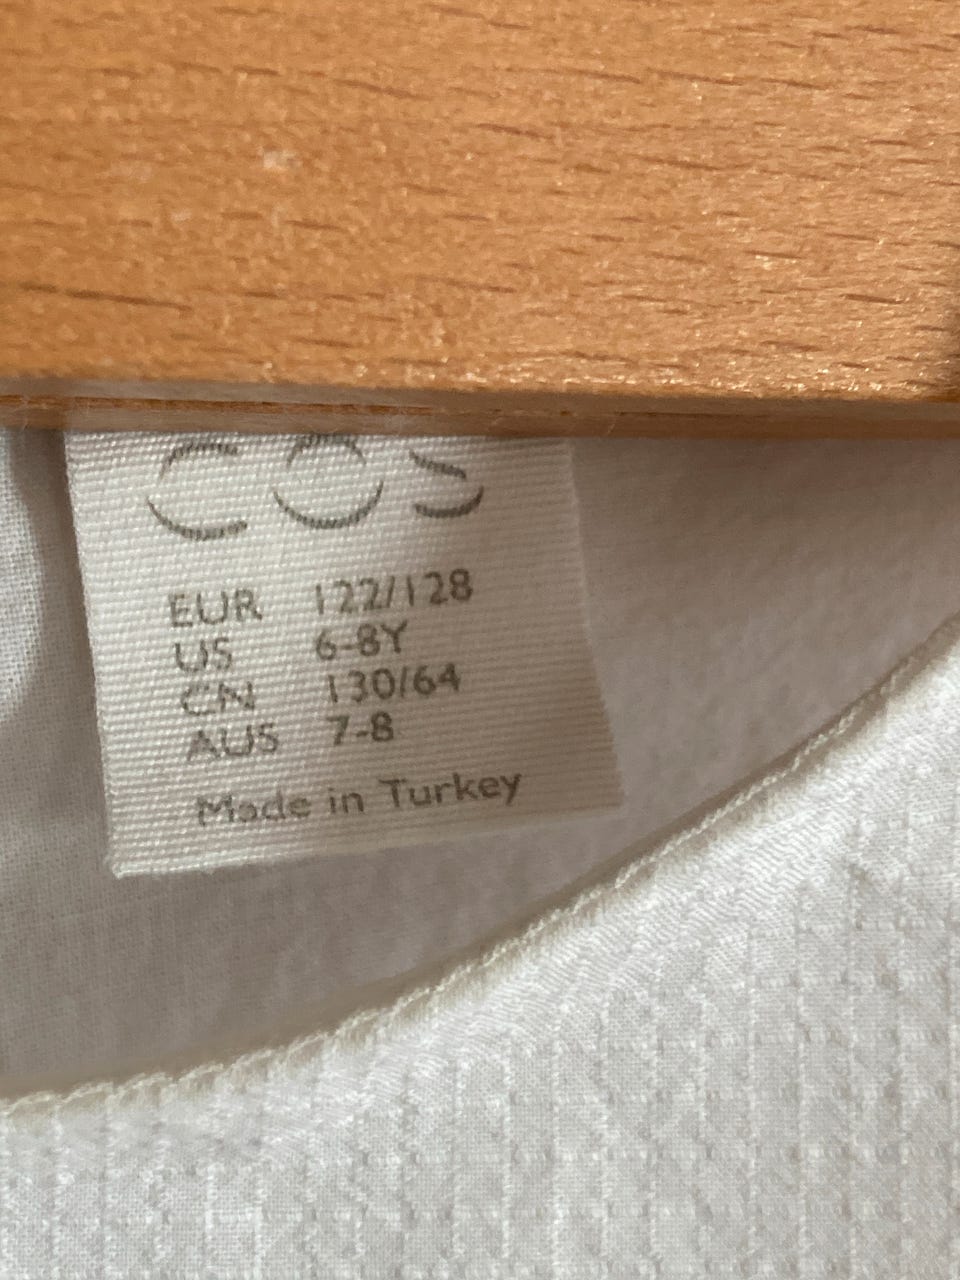 COS
EUR 122/128
US 6-8Y
CN 130/64
AUS 7-8
Made in Turkey